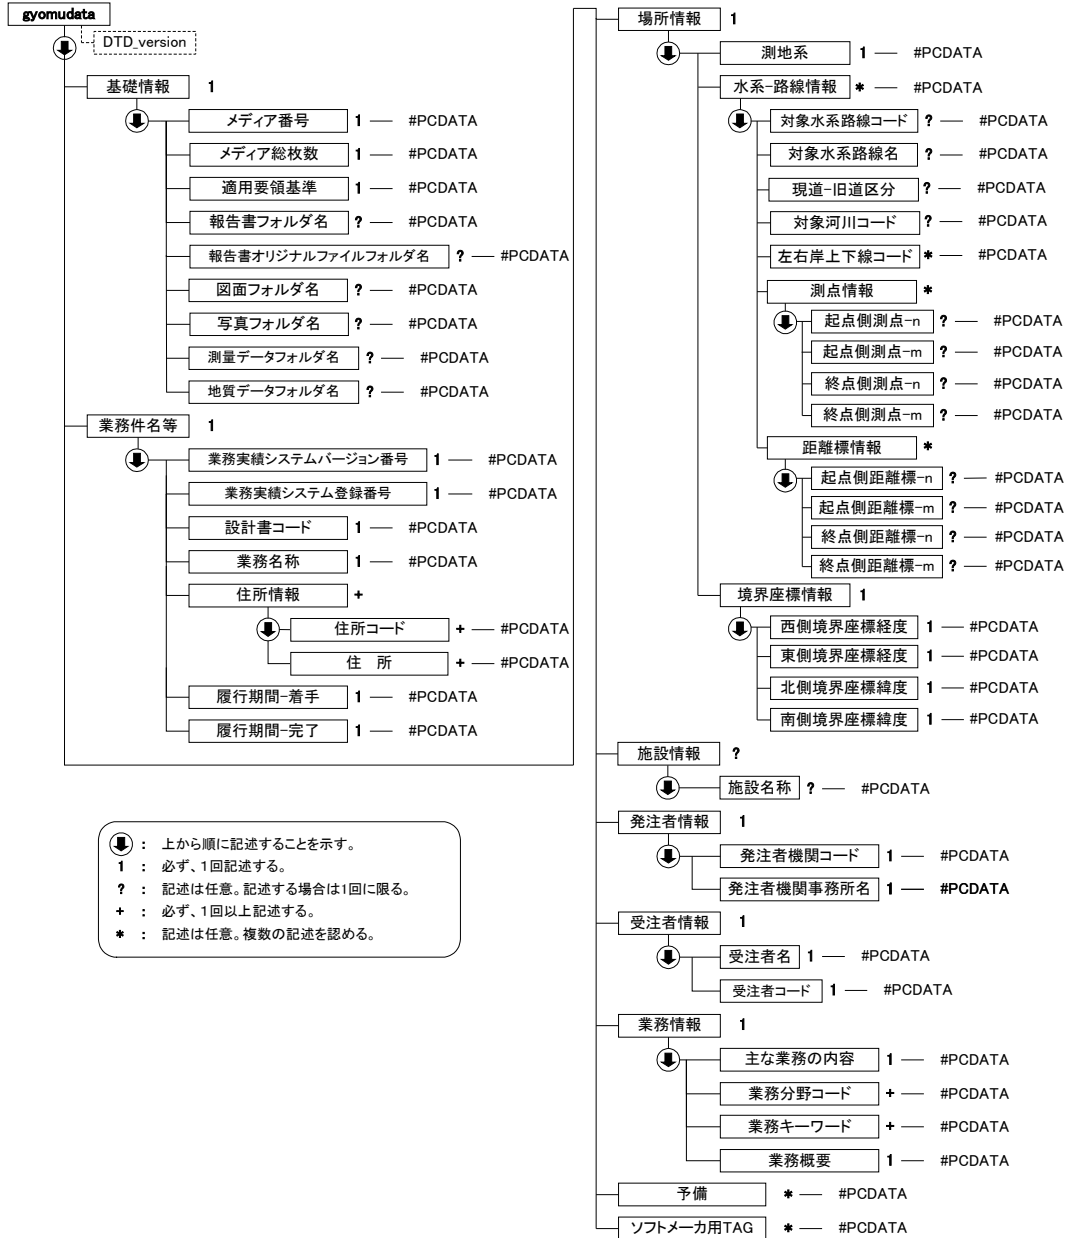 gyomudata
DTD_version
基礎情報 1
メディア番号 1 #PCDATA
メディア総枚数 1 #PCDATA
適用要領基準 1 #PCDATA
報告書フォルダ名 ? #PCDATA
報告書オリジナルファイルフォルダ名 ? #PCDATA
図面フォルダ名 ? #PCDATA
写真フォルダ名 ? #PCDATA
測量データフォルダ名 ? #PCDATA
地質データフォルダ名 ? #PCDATA
業務件名等 1
業務実績システムバージョン番号 1 #PCDATA
業務実績システム登録番号 1 #PCDATA
設計書コード 1 #PCDATA
業務名称 1 #PCDATA
住所情報 +
住所コード + #PCDATA
住 所 + #PCDATA
履行期間-着手 1 #PCDATA
履行期間-完了 1 #PCDATA
: 上から順に記述することを示す。
1 : 必ず、1回記述する。
? : 記述は任意。記述する場合は1回に限る。
+ : 必ず、1回以上記述する。
* : 記述は任意。複数の記述を認める。
場所情報 1
測地系 1 #PCDATA
水系-路線情報 * #PCDATA
対象水系路線コード ? #PCDATA
対象水系路線名 ? #PCDATA
現道-旧道区分 ? #PCDATA
対象河川コード ? #PCDATA
左右岸上下線コード * #PCDATA
測点情報 *
起点側測点-n ? #PCDATA
起点側測点-m ? #PCDATA
終点側測点-n ? #PCDATA
終点側測点-m ? #PCDATA
距離標情報 *
起点側距離標-n ? #PCDATA
起点側距離標-m ? #PCDATA
終点側距離標-n ? #PCDATA
終点側距離標-m ? #PCDATA
境界座標情報 1
西側境界座標経度 1 #PCDATA
東側境界座標経度 1 #PCDATA
北側境界座標緯度 1 #PCDATA
南側境界座標緯度 1 #PCDATA
施設情報 ?
施設名称 ? #PCDATA
発注者情報 1
発注者機関コード 1 #PCDATA
発注者機関事務所名 1 #PCDATA
受注者情報 1
受注者名 1 #PCDATA
受注者コード 1 #PCDATA
業務情報 1
主な業務の内容 1 #PCDATA
業務分野コード + #PCDATA
業務キーワード + #PCDATA
業務概要 1 #PCDATA
予備 * #PCDATA
ソフトメーカ用TAG * #PCDATA